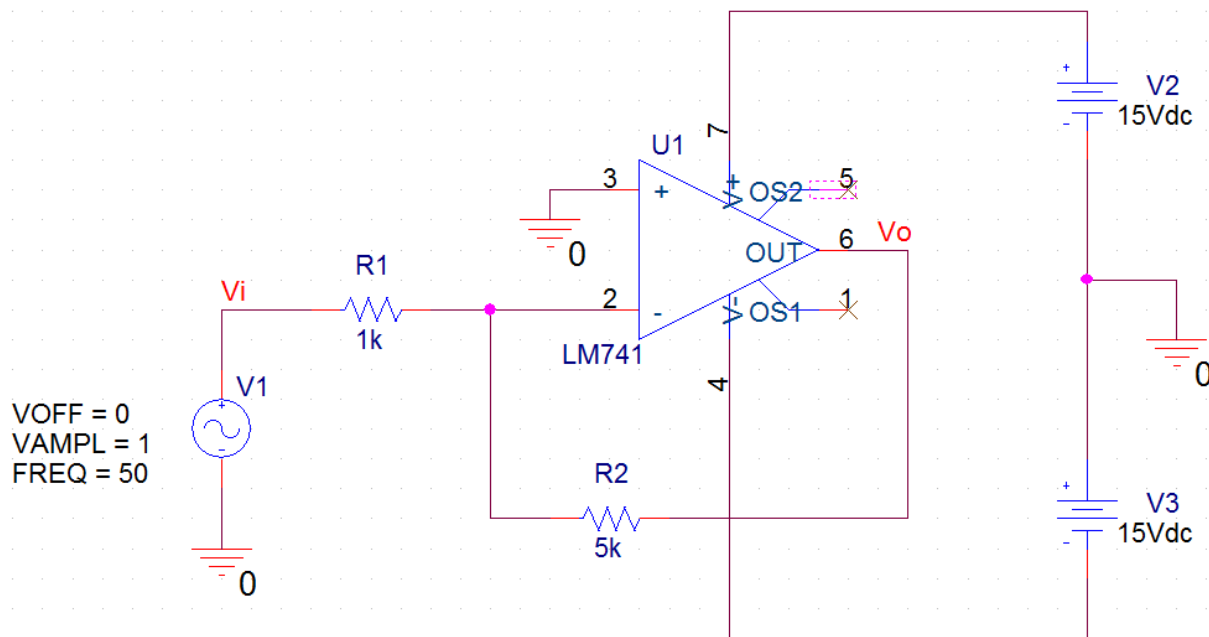 V2
15Vdc
7
U1
V+
OS2
5
3
+
Vo
6
OUT
0
R1
Vi
2
-
V-
OS1
1
1k
LM741
0
4
V1
VOFF = 0
VAMPL = 1
FREQ = 50
R2
V3
15Vdc
5k
0